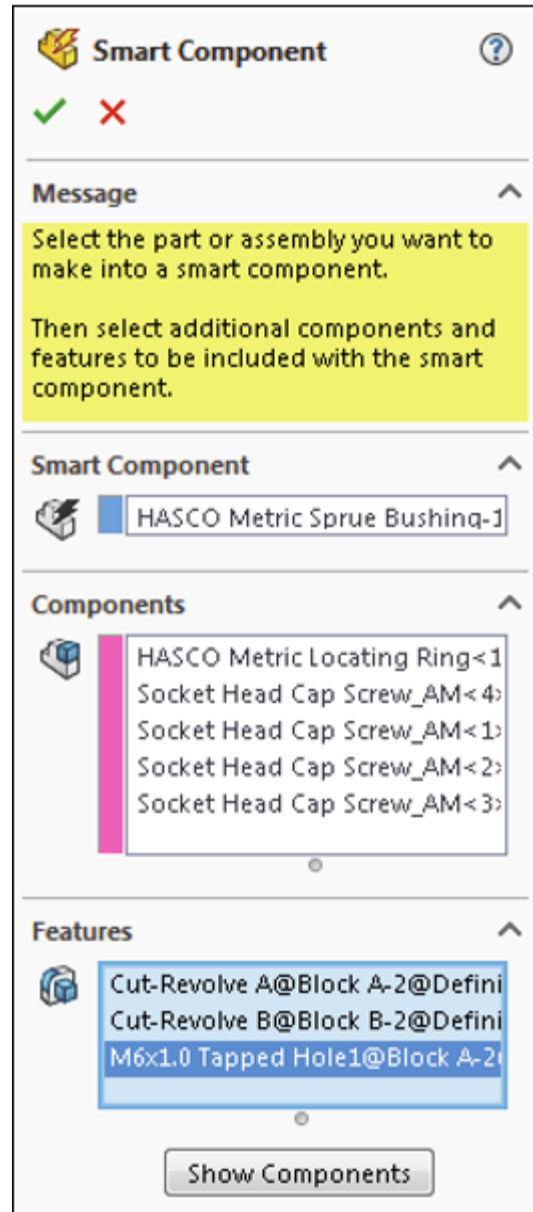 Smart Component
?
Message
Select the part or assembly you want to
make into a smart component.
Then select additional components and
features to be included with the smart
component.
Smart Component
HASCO Metric Sprue Bushing-1
Components
HASCO Metric Locating Ring<1
Socket Head Cap Screw_AM<4>
Socket Head Cap Screw_AM<1>
Socket Head Cap Screw_AM<2>
Socket Head Cap Screw_AM<3>
Features
Cut-Revolve A@Block A-2@Defini
Cut-Revolve B@Block B-2@Defini
M6x1.0 Tapped Hole1@Block A-2
Show Components